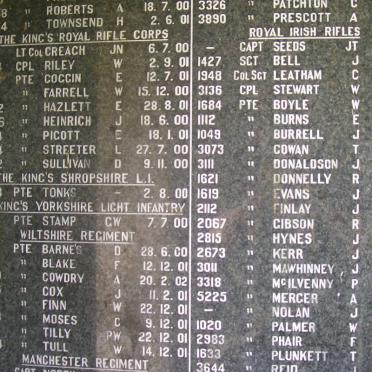 " ROBERTS A 18. 7. 00
" TOWNSEND H 2. 6. 01
THE KING'S ROYAL RIFLE CORPS
LT COL CREACH JN 6. 7. 00
CPL RILEY W 2. 9. 01
PTE COCCIN E 12. 7. 01
" FARRELL W 15. 12. 00
" HAZLETT E 28. 8. 01
" HEINRICH J 18. 6. 00
" PICOTT E 18. 1. 01
" STREETER L 27. 7. 00
" SULLIVAN D 9. 11. 00
THE KING'S SHROPSHIRE L.I.
PTE TONKS - 2. 8. 00
KING'S YORKSHIRE LIGHT INFANTRY
PTE STAMP GW 7. 7. 00
WILTSHIRE REGIMENT
PTE BARNES D 28. 6. 00
" BLAKE F 12. 12. 01
" COWDRY A 20. 2. 02
" COX J 11. 2. 01
" FINN W 22. 12. 01
" MOSES C 9. 12. 01
" TILLY PW 22. 12. 01
" TULL W 14. 12. 01
MANCHESTER REGIMENT
3326 " PATCHTON C
3890 " PRESCOTT A
ROYAL IRISH RIFLES
— CAPT SEEDS JT
1427 SGT BELL J
1948 Col Sgt LEATHAM C
3136 CPL STEWART W
1684 PTE BOYLE W
1112 " BURNS E
1049 " BURRELL J
3073 " COWAN T
3111 " DONALDSON J
1621 " DONNELLY R
1619 " EVANS J
2112 " FINLAY J
2067 " GIBSON R
2815 " HYNES J
2673 " KERR J
3011 " MAWHINNEY J
3318 " McILVENNY P
5225 " MERCER A
— " NOLAN J
1020 " PALMER W
2983 " PHAIR F
1633 " PLUNKETT T
3644 " REID J